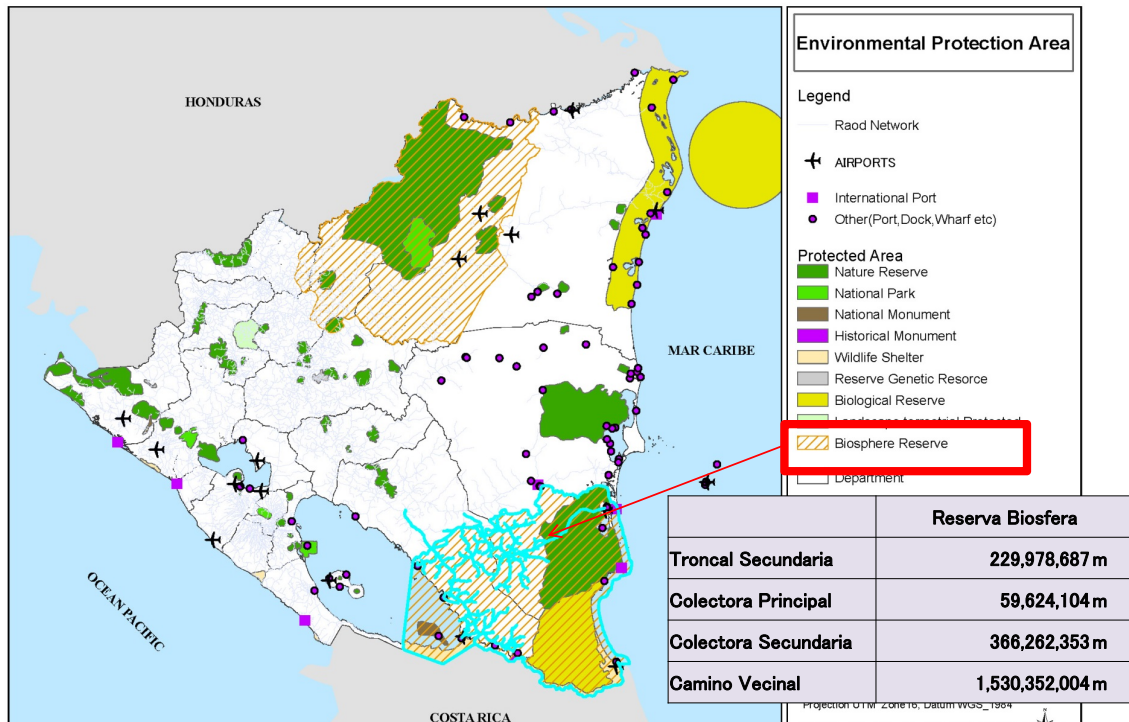 Environmental Protection Area
Legend
Raod Network
AIRPORTS
International Port
Other(Port,Dock,Wharf etc)
Protected Area
Nature Reserve
National Park
National Monument
Historical Monument
Wildlife Shelter
Reserve Genetic Resorce
Biological Reserve
Landscape terrestrial Protected
Biosphere Reserve
Department
HONDURAS
MAR CARIBE
OCEAN PACIFIC
COSTA RICA
Reserva Biosfera
Troncal Secundaria 229,978,687 m
Colectora Principal 59,624,104 m
Colectora Secundaria 366,262,353 m
Camino Vecinal 1,530,352,004 m
Projection UTM Zone16, Datum WGS_1984